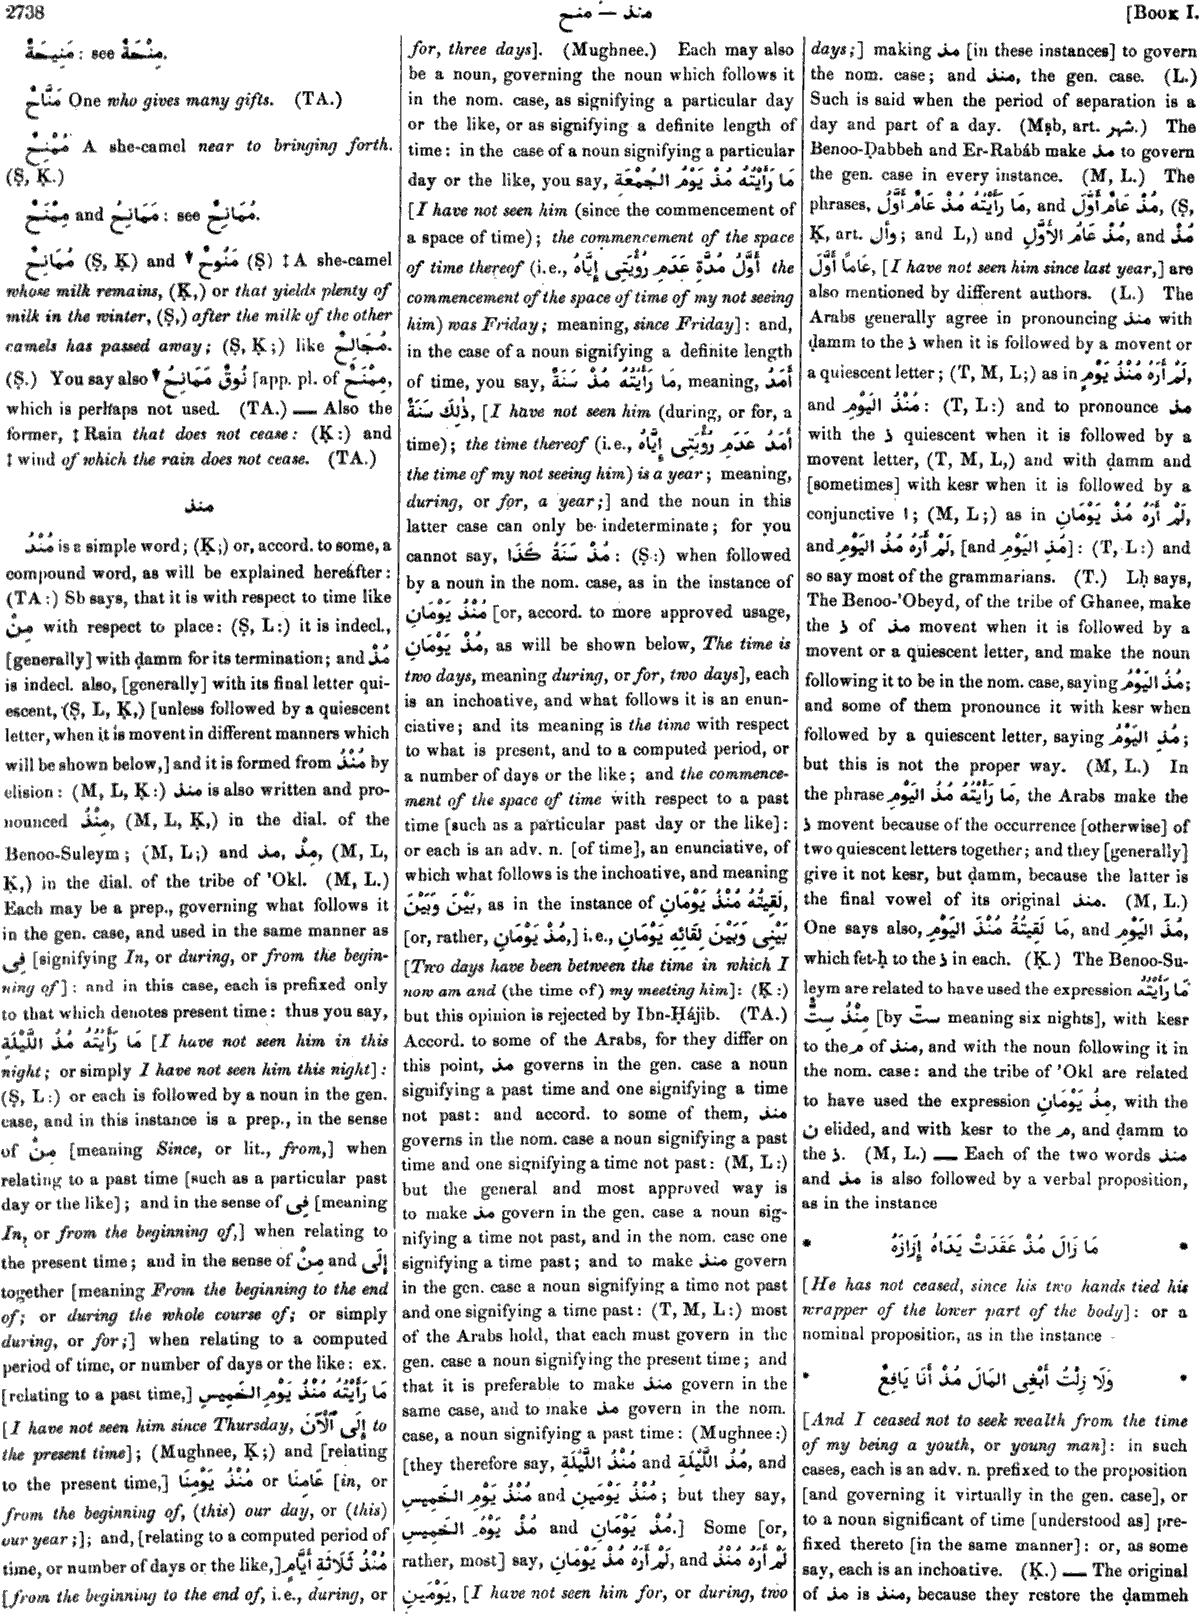 2738
منذ — منح
[BOOK I.
مَنِيحَةٌ: see مِنْحَةٌ.
مَنَّاحٌ One who gives many gifts. (TA.)
مُمْنِحٌ A she-camel near to bringing forth.
(Ṣ, Ḳ.)
مِمْنَحٌ and مَمَانِحُ: see مُمَانِحٌ.
مُمَانِحٌ (Ṣ, Ḳ) and ▼ مَنُوحٌ (Ṣ) ‡ A she-camel
whose milk remains, (Ḳ,) or that yields plenty of
milk in the winter, (Ṣ,) after the milk of the other
camels has passed away; (Ṣ, Ḳ;) like مُجَالِحٌ.
(Ṣ.) You say also ▼ نُوقٌ مَمَانِحُ [app. pl. of مِمْنَحٌ,
which is perhaps not used. (TA.) — Also the
former, ‡ Rain that does not cease: (Ḳ:) and
‡ wind of which the rain does not cease. (TA.)
منذ
مُنْذُ is a simple word; (Ḳ;) or, accord. to some, a
compound word, as will be explained hereafter:
(TA:) Sb says, that it is with respect to time like
مِنْ with respect to place: (Ṣ, L:) it is indecl.,
[generally] with ḍamm for its termination; and مُذْ
is indecl. also, [generally] with its final letter qui-
escent, (Ṣ, L, Ḳ,) [unless followed by a quiescent
letter, when it is movent in different manners which
will be shown below,] and it is formed from مُنْذُ by
elision: (M, L, Ḳ:) منذ is also written and pro-
nounced مِنْذُ, (M, L, Ḳ,) in the dial. of the
Benoo-Suleym; (M, L;) and مذ, مِذُ, (M, L,
Ḳ,) in the dial. of the tribe of 'Okl. (M, L.)
Each may be a prep., governing what follows it
in the gen. case, and used in the same manner as
فِى [signifying In, or during, or from the begin-
ning of]: and in this case, each is prefixed only
to that which denotes present time: thus you say,
مَا رَأَيْتُهُ مُذُ اللَّيْلَةِ [I have not seen him in this
night; or simply I have not seen him this night]:
(Ṣ, L:) or each is followed by a noun in the gen.
case, and in this instance is a prep., in the sense
of مِنْ [meaning Since, or lit., from,] when
relating to a past time [such as a particular past
day or the like]; and in the sense of فِى [meaning
In, or from the beginning of,] when relating to
the present time; and in the sense of مِنْ and إِلَى
together [meaning From the beginning to the end
of; or during the whole course of; or simply
during, or for;] when relating to a computed
period of time, or number of days or the like: ex.
[relating to a past time,] مَا رَأَيْتُهُ مُنْذُ يَوْمِ الخَمِيسِ
[I have not seen him since Thursday, إِلَى ٱلْآنَ to
the present time]; (Mughnee, Ḳ;) and [relating
to the present time,] مُنْذُ يَوْمِنَا or عَامِنَا [in, or
from the beginning of, (this) our day, or (this)
our year;]; and, [relating to a computed period of
time, or number of days or the like,] مُنْذُ ثَلَاثَةِ أَيَّامٍ
[from the beginning to the end of, i.e., during, or
for, three days]. (Mughnee.) Each may also
be a noun, governing the noun which follows it
in the nom. case, as signifying a particular day
or the like, or as signifying a definite length of
time: in the case of a noun signifying a particular
day or the like, you say, مَا رَأَيْتُهُ مُذْ يَوْمُ الجُمْعَةِ
[I have not seen him (since the commencement of
a space of time); the commencement of the space
of time thereof (i.e., أَوَّلُ مُدَّةِ عَدَمِ رُؤْيَتِى إِيَّاهُ the
commencement of the space of time of my not seeing
him) was Friday; meaning, since Friday]: and,
in the case of a noun signifying a definite length
of time, you say, مَا رَأَيْتُهُ مُذْ سَنَةٌ, meaning, أَمَدُ
ذٰلِكَ سَنَةٌ, [I have not seen him (during, or for, a
time); the time thereof (i.e., أَمَدُ عَدَمِ رُؤْيَتِى إِيَّاهُ
the time of my not seeing him) is a year; meaning,
during, or for, a year;] and the noun in this
latter case can only be indeterminate; for you
cannot say, مُذْ سَنَةُ كَذَا: (Ṣ:) when followed
by a noun in the nom. case, as in the instance of
مُنْذُ يَوْمَانِ [or, accord. to more approved usage,
مُذْ يَوْمَانِ, as will be shown below, The time is
two days, meaning during, or for, two days], each
is an inchoative, and what follows it is an enun-
ciative; and its meaning is the time with respect
to what is present, and to a computed period, or
a number of days or the like; and the commence-
ment of the space of time with respect to a past
time [such as a particular past day or the like]:
or each is an adv. n. [of time], an enunciative, of
which what follows is the inchoative, and meaning
بَيْنَ وَبَيْنَ, as in the instance of لَقِيتُهُ مُنْذُ يَوْمَانِ,
[or, rather, مُذْ يَوْمَانِ,] i.e., بَيْنِى وَبَيْنَ لِقَائِهِ يَوْمَانِ
[Two days have been between the time in which I
now am and (the time of) my meeting him]: (Ḳ:)
but this opinion is rejected by Ibn-Ḥájib. (TA.)
Accord. to some of the Arabs, for they differ on
this point, مذ governs in the gen. case a noun
signifying a past time and one signifying a time
not past: and accord. to some of them, منذ
governs in the nom. case a noun signifying a past
time and one signifying a time not past: (M, L:)
but the general and most approved way is
to make مذ govern in the gen. case a noun sig-
nifying a time not past, and in the nom. case one
signifying a time past; and to make منذ govern
in the gen. case a noun signifying a time not past
and one signifying a time past: (T, M, L:) most
of the Arabs hold, that each must govern in the
gen. case a noun signifying the present time; and
that it is preferable to make منذ govern in the
same case, and to make مذ govern in the nom.
case, a noun signifying a past time: (Mughnee:)
[they therefore say, مُنْذُ اللَّيْلَةِ and مُذُ اللَّيْلَةِ, and
مُنْذُ يَوْمِ الخَمِيسِ and مُنْذُ يَوْمَيْنِ; but they say,
مُذْ يَوْمُ الخَمِيسِ and مُذْ يَوْمَانِ.] Some [or,
rather, most] say, لَمْ أَرَهُ مُذْ يَوْمَانِ, and لَمْ أَرَهُ مُنْذُ
يَوْمَيْنِ, [I have not seen him for, or during, two
days;] making مذ [in these instances] to govern
the nom. case; and منذ, the gen. case. (L.)
Such is said when the period of separation is a
day and part of a day. (Mṣb, art. شهر.) The
Benoo-Ḍabbeh and Er-Rabáb make مذ to govern
the gen. case in every instance. (M, L.) The
phrases, مَا رَأَيْتُهُ مُذْ عَامٍ أَوَّلَ, and مُذْ عَامٌ أَوَّلُ, (Ṣ,
Ḳ, art. وأل; and L,) and مُذْ عَامُ الأَوَّلِ, and مُذْ
عَاماً أَوَّلَ, [I have not seen him since last year,] are
also mentioned by different authors. (L.) The
Arabs generally agree in pronouncing منذ with
ḍamm to the ذ when it is followed by a movent or
a quiescent letter; (T, M, L;) as in لَمْ أَرَهُ مُنْذُ يَوْمٍ,
and مُنْذُ اليَوْمِ: (T, L:) and to pronounce مذ
with the ذ quiescent when it is followed by a
movent letter, (T, M, L,) and with ḍamm and
[sometimes] with kesr when it is followed by a
conjunctive ا; (M, L;) as in لَمْ أَرَهُ مُذْ يَوْمَانِ,
and لَمْ أَرَهُ مُذُ اليَوْمِ, [and مُذِ اليَوْمِ]: (T, L:) and
so say most of the grammarians. (T.) Lḥ says,
The Benoo-'Obeyd, of the tribe of Ghanee, make
the ذ of مذ movent when it is followed by a
movent or a quiescent letter, and make the noun
following it to be in the nom. case, saying مُذُ اليَوْمُ;
and some of them pronounce it with kesr when
followed by a quiescent letter, saying مُذِ اليَوْمُ;
but this is not the proper way. (M, L.) In
the phrase مَا رَأَيْتُهُ مُذُ اليَوْمِ, the Arabs make the
ذ movent because of the occurrence [otherwise] of
two quiescent letters together; and they [generally]
give it not kesr, but ḍamm, because the latter is
the final vowel of its original منذ. (M, L.)
One says also, مَا لَقِيتُهُ مُنْذَ اليَوْمِ, and مُذَ اليَوْمِ,
which fet-ḥ to the ذ in each. (Ḳ.) The Benoo-Su-
leym are related to have used the expression مَا رَأَيْتُهُ
مِنْذُ سِتٌّ [by ستّ meaning six nights], with kesr
to the م of منذ, and with the noun following it in
the nom. case: and the tribe of 'Okl are related
to have used the expression مِذُ يَوْمَانِ, with the
ن elided, and with kesr to the م, and ḍamm to
the ذ. (M, L.) — Each of the two words منذ
and مذ is also followed by a verbal proposition,
as in the instance
* مَا زَالَ مُذْ عَقَدَتْ يَدَاهُ إِزَارَهُ *
[He has not ceased, since his two hands tied his
wrapper of the lower part of the body]: or a
nominal proposition, as in the instance
* وَلَا زِلْتُ أَبْغِى المَالَ مُذْ أَنَا يَافِعٌ *
[And I ceased not to seek wealth from the time
of my being a youth, or young man]: in such
cases, each is an adv. n. prefixed to the proposition
[and governing it virtually in the gen. case], or
to a noun significant of time [understood as] pre-
fixed thereto [in the same manner]: or, as some
say, each is an inchoative. (Ḳ.) — The original
of مذ is منذ, because they restore the ḍammeh